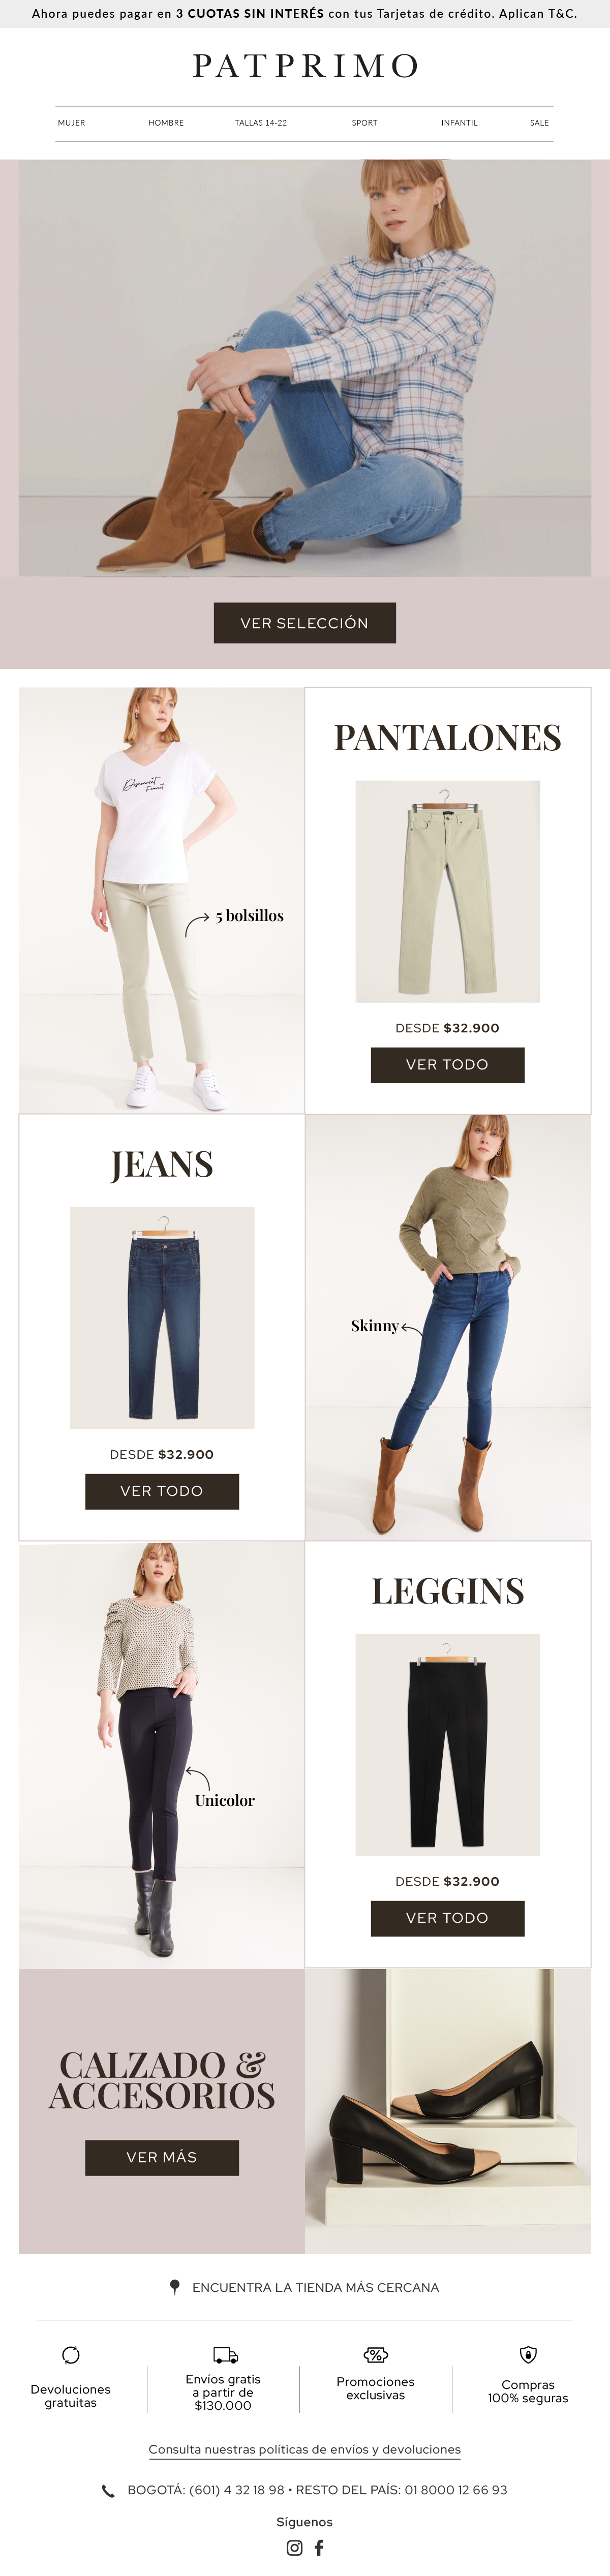 Ahora puedes pagar en 3 CUOTAS SIN INTERÉS con tus Tarjetas de crédito. Aplican T&C.
PATPRIMO
MUJER HOMBRE TALLAS 14-22 SPORT INFANTIL SALE
VER SELECCIÓN
Disconnect
to connect
5 bolsillos
PANTALONES
DESDE $32.900
VER TODO
JEANS
DESDE $32.900
VER TODO
Skinny
Unicolor
LEGGINS
DESDE $32.900
VER TODO
CALZADO &
ACCESORIOS
VER MÁS
ENCUENTRA LA TIENDA MÁS CERCANA
Devoluciones
gratuitas
Envíos gratis
a partir de
$130.000
Promociones
exclusivas
Compras
100% seguras
Consulta nuestras políticas de envíos y devoluciones
BOGOTÁ: (601) 4 32 18 98 • RESTO DEL PAÍS: 01 8000 12 66 93
Síguenos